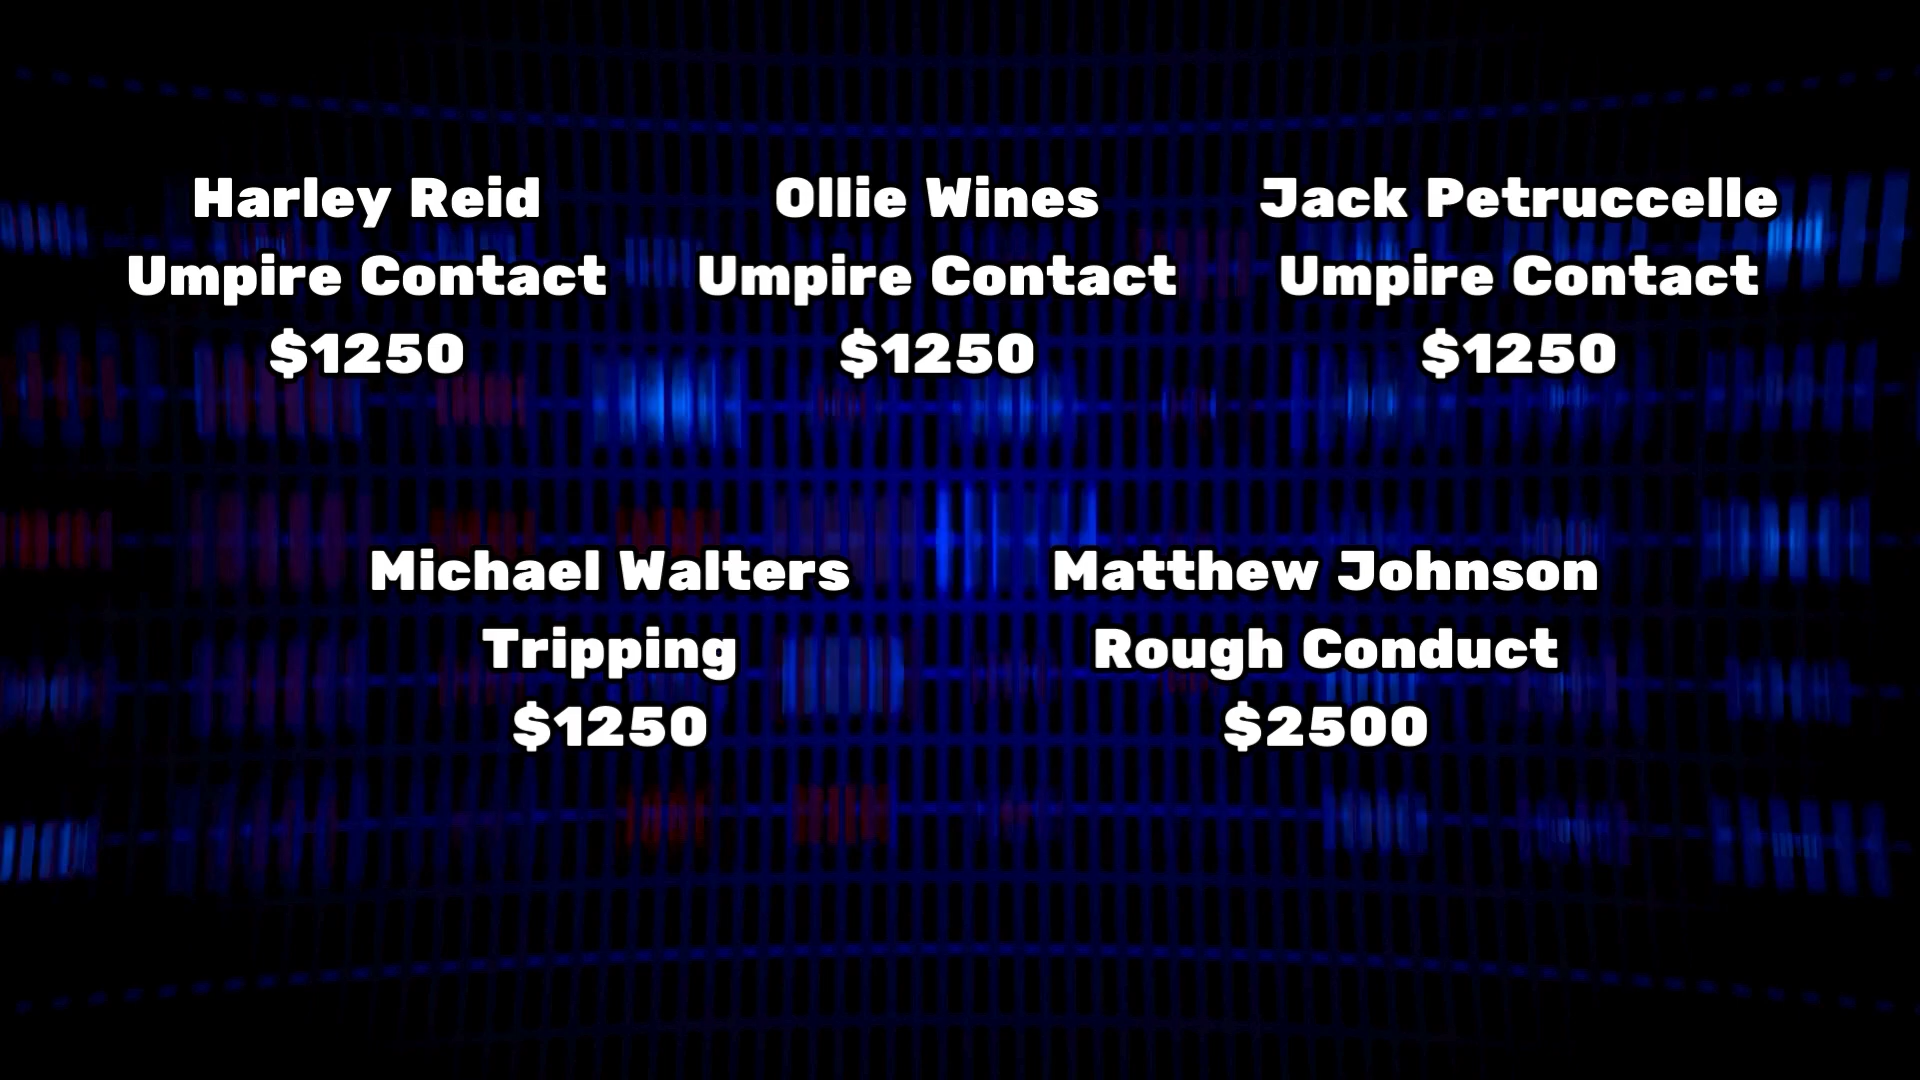 Harley Reid
Umpire Contact
$1250
Ollie Wines
Umpire Contact
$1250
Jack Petruccelle
Umpire Contact
$1250
Michael Walters
Tripping
$1250
Matthew Johnson
Rough Conduct
$2500